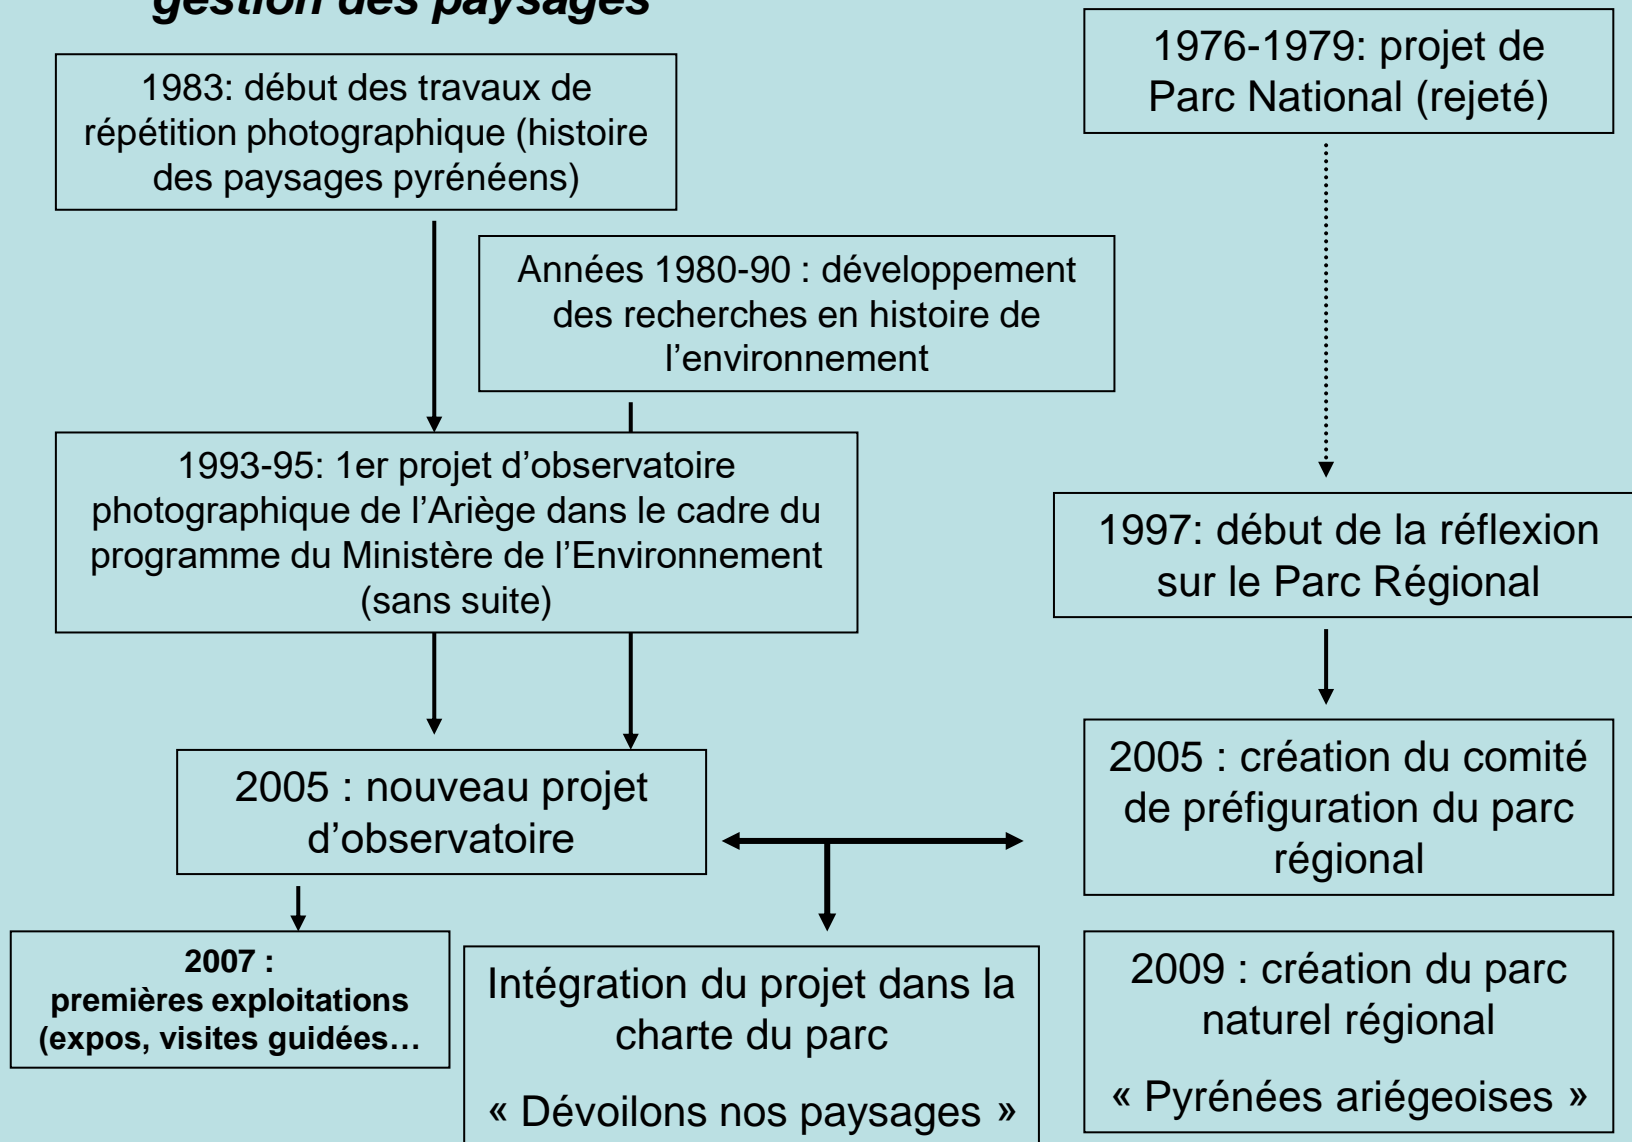 gestion des paysages
1983: début des travaux de
répétition photographique (histoire
des paysages pyrénéens)
1976-1979: projet de
Parc National (rejeté)
Années 1980-90 : développement
des recherches en histoire de
l’environnement
1993-95: 1er projet d’observatoire
photographique de l’Ariège dans le cadre du
programme du Ministère de l’Environnement
(sans suite)
1997: début de la réflexion
sur le Parc Régional
2005 : nouveau projet
d’observatoire
2005 : création du comité
de préfiguration du parc
régional
2007 :
premières exploitations
(expos, visites guidées…
Intégration du projet dans la
charte du parc
« Dévoilons nos paysages »
2009 : création du parc
naturel régional
« Pyrénées ariégeoises »